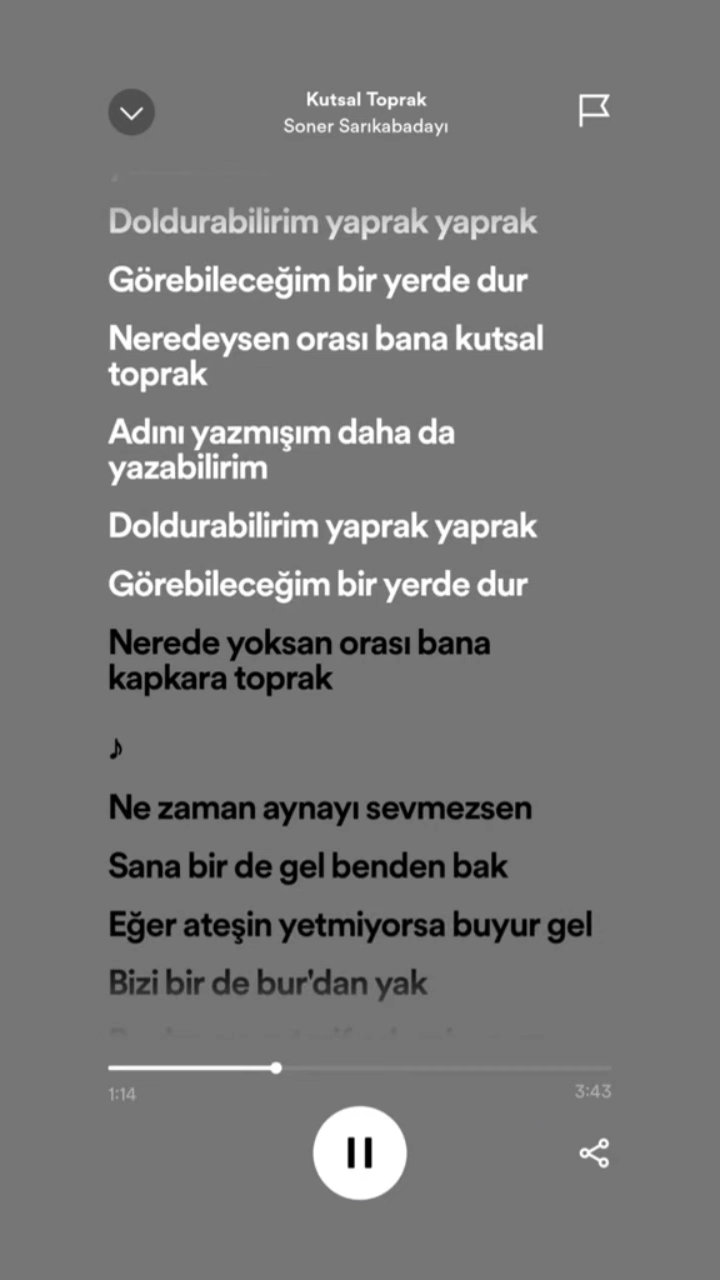 Kutsal Toprak
Soner Sarıkabadayı
Doldurabilirim yaprak yaprak
Görebileceğim bir yerde dur
Neredeysen orası bana kutsal
toprak
Adını yazmışım daha da
yazabilirim
Doldurabilirim yaprak yaprak
Görebileceğim bir yerde dur
Nerede yoksan orası bana
kapkara toprak
♪
Ne zaman aynayı sevmezsen
Sana bir de gel benden bak
Eğer ateşin yetmiyorsa buyur gel
Bizi bir de bur'dan yak
1:14
3:43